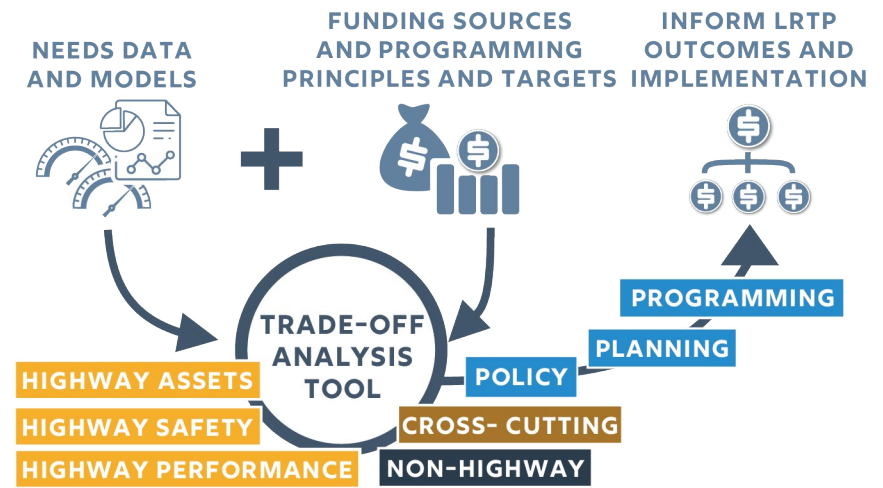 NEEDS DATA
AND MODELS
FUNDING SOURCES
AND PROGRAMMING
PRINCIPLES AND TARGETS
INFORM LRTP
OUTCOMES AND
IMPLEMENTATION
TRADE-OFF
ANALYSIS
TOOL
HIGHWAY ASSETS
HIGHWAY SAFETY
HIGHWAY PERFORMANCE
CROSS- CUTTING
NON-HIGHWAY
POLICY
PLANNING
PROGRAMMING